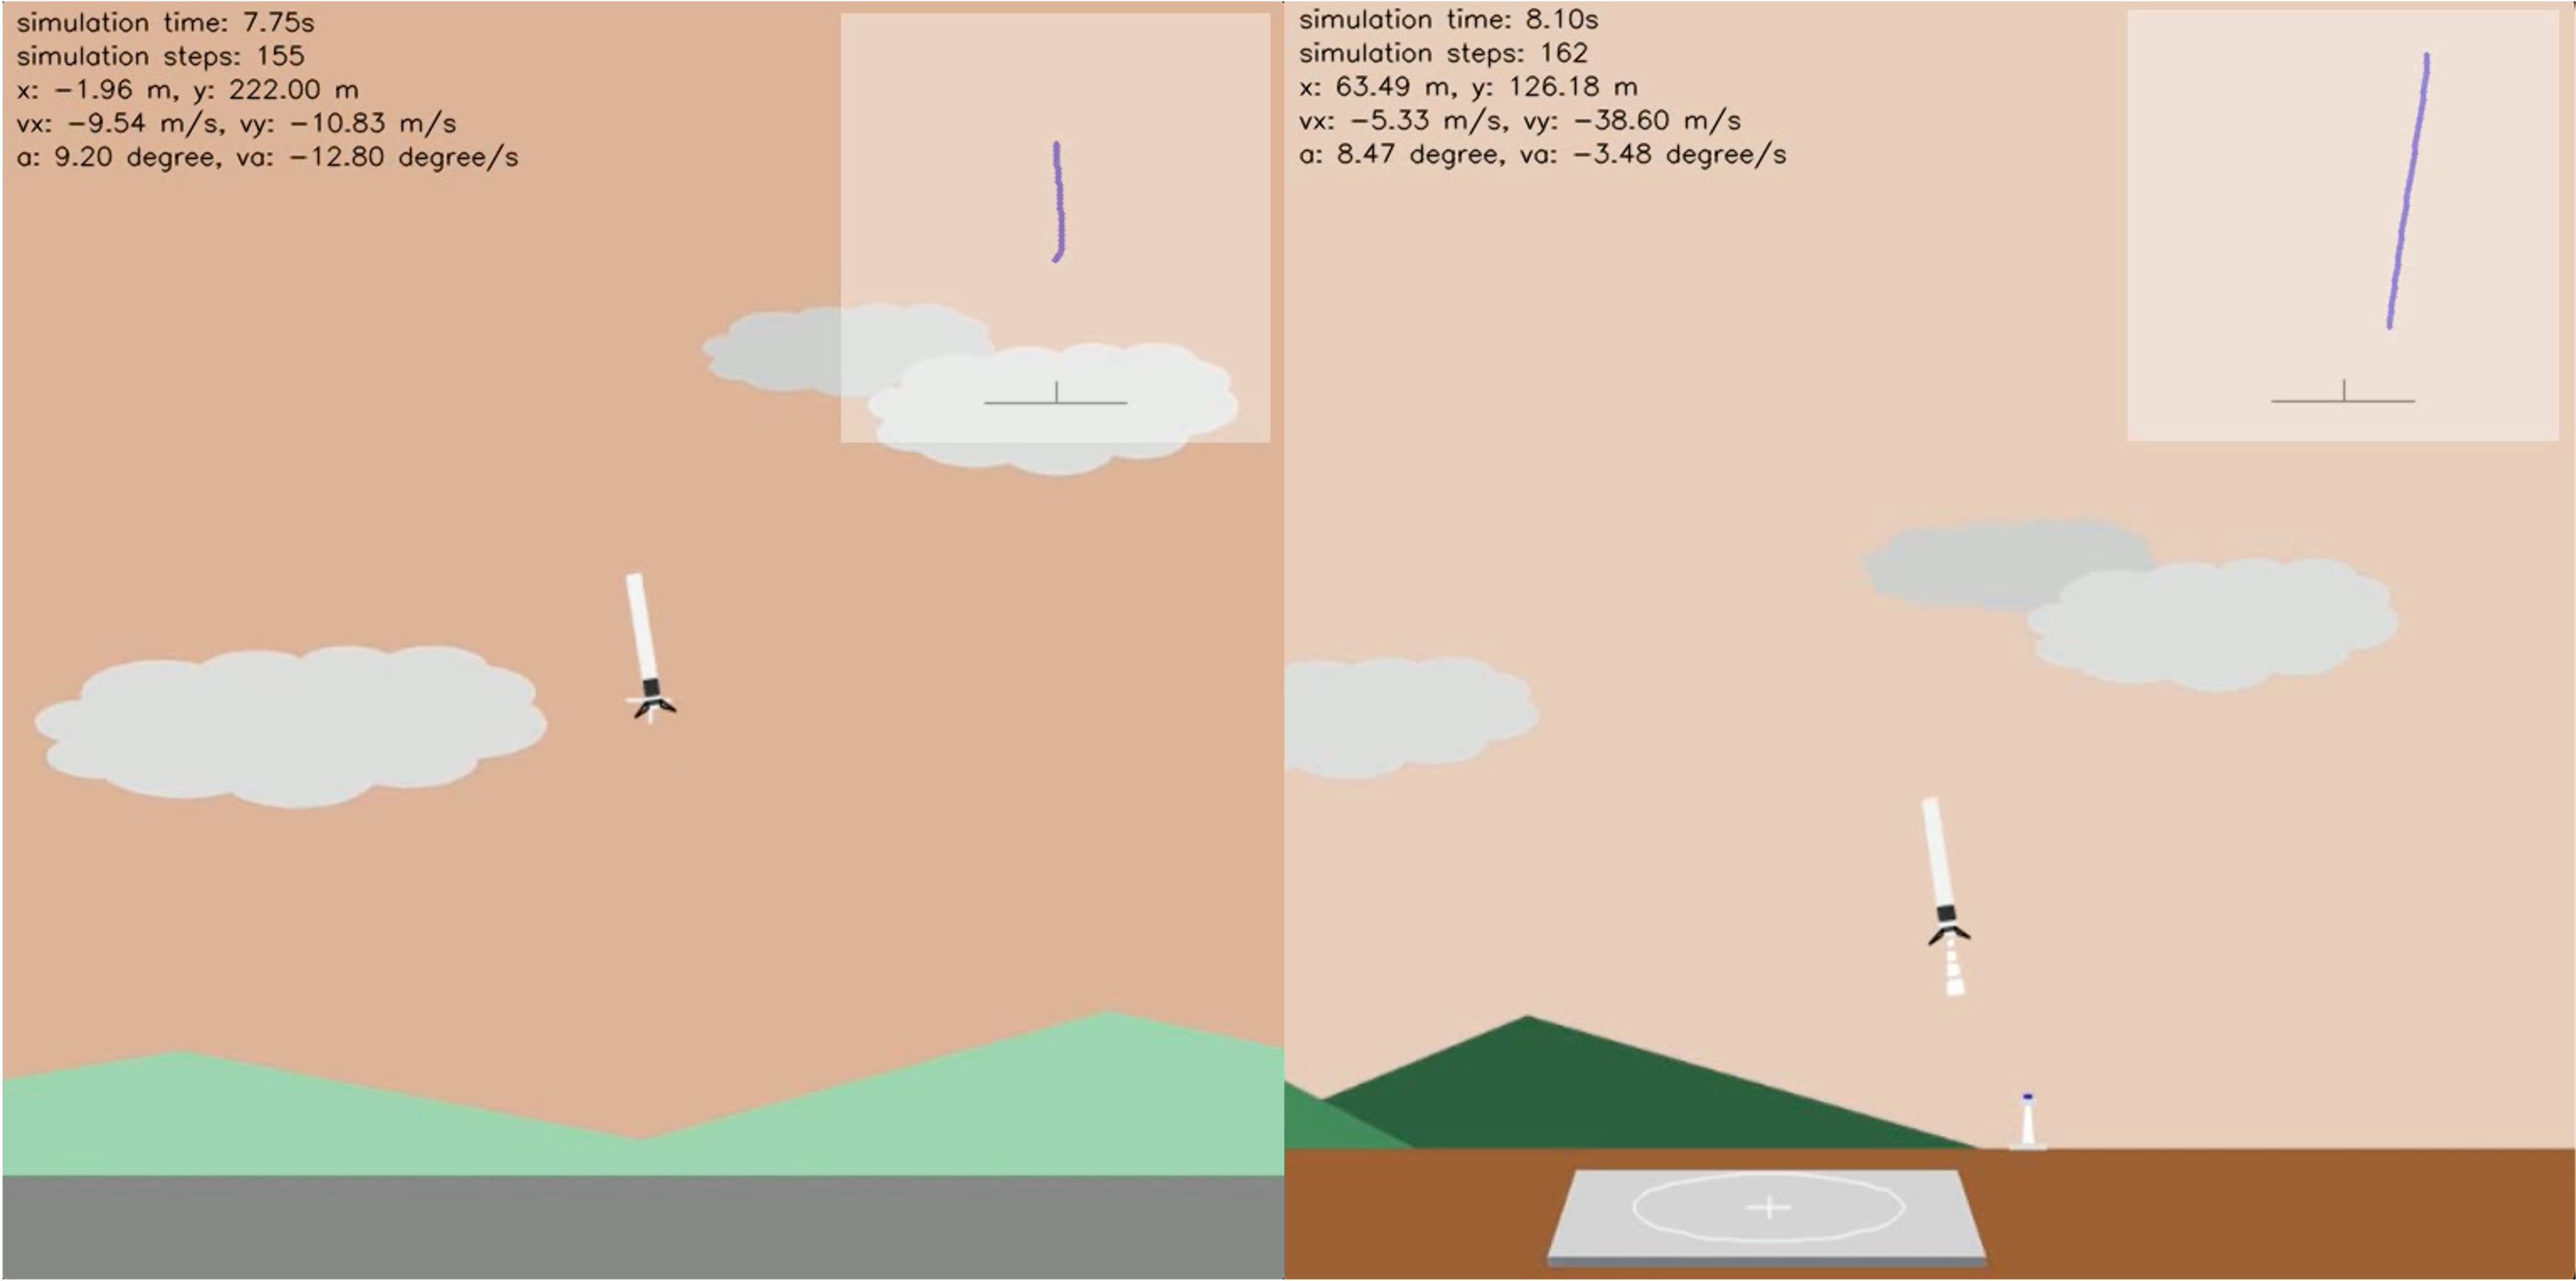 simulation time: 7.75s
simulation steps: 155
x: −1.96 m, y: 222.00 m
vx: −9.54 m/s, vy: −10.83 m/s
a: 9.20 degree, va: −12.80 degree/s
simulation time: 8.10s
simulation steps: 162
x: 63.49 m, y: 126.18 m
vx: −5.33 m/s, vy: −38.60 m/s
a: 8.47 degree, va: −3.48 degree/s